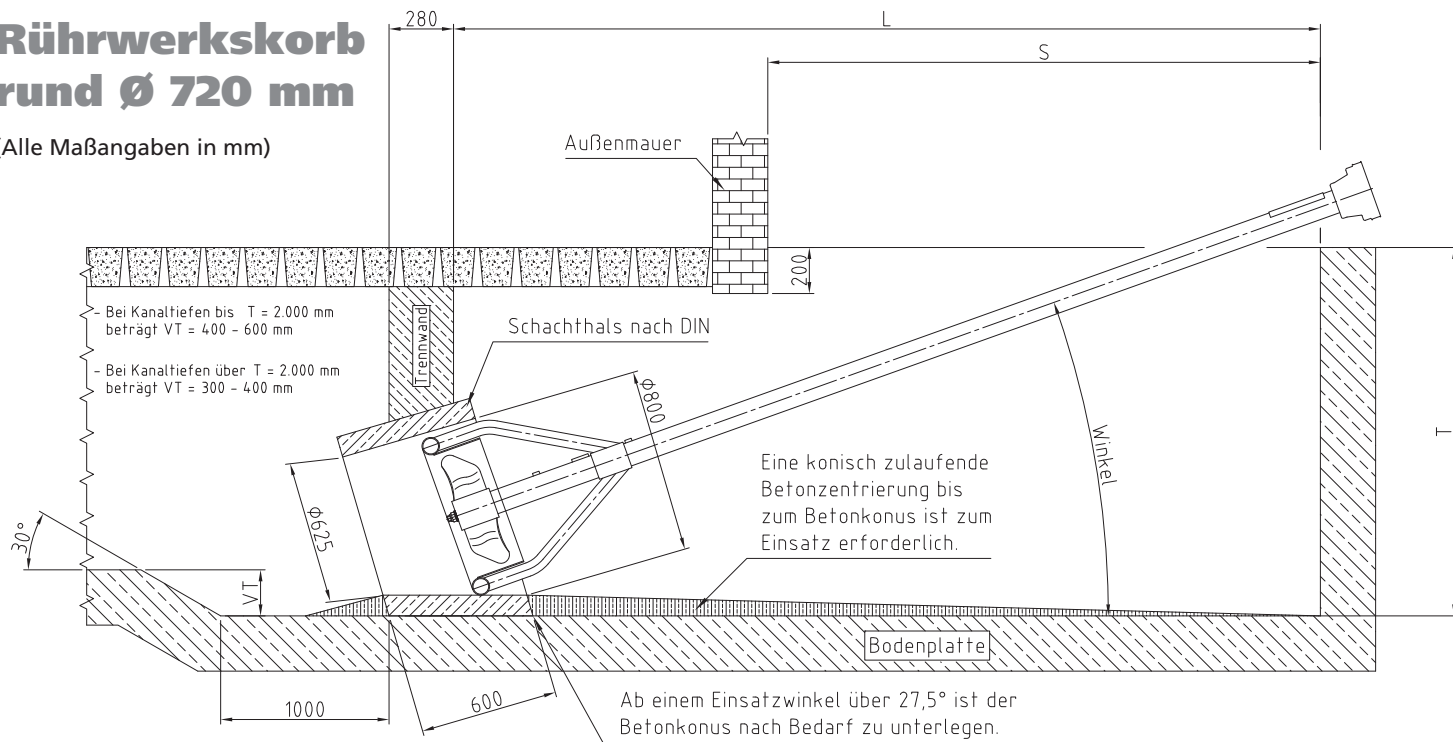 Rührwerkskorb
rund Ø 720 mm
(Alle Maßangaben in mm)
280
L
S
Außenmauer
200
- Bei Kanaltiefen bis T = 2.000 mm
beträgt VT = 400 - 600 mm
- Bei Kanaltiefen über T = 2.000 mm
beträgt VT = 300 - 400 mm
Trennwand
Schachthals nach DIN
ϕ800
Winkel
T
Eine konisch zulaufende
Betonzentrierung bis
zum Betonkonus ist zum
Einsatz erforderlich.
ϕ625
30°
VT
Bodenplatte
1000
600
Ab einem Einsatzwinkel über 27,5° ist der
Betonkonus nach Bedarf zu unterlegen.